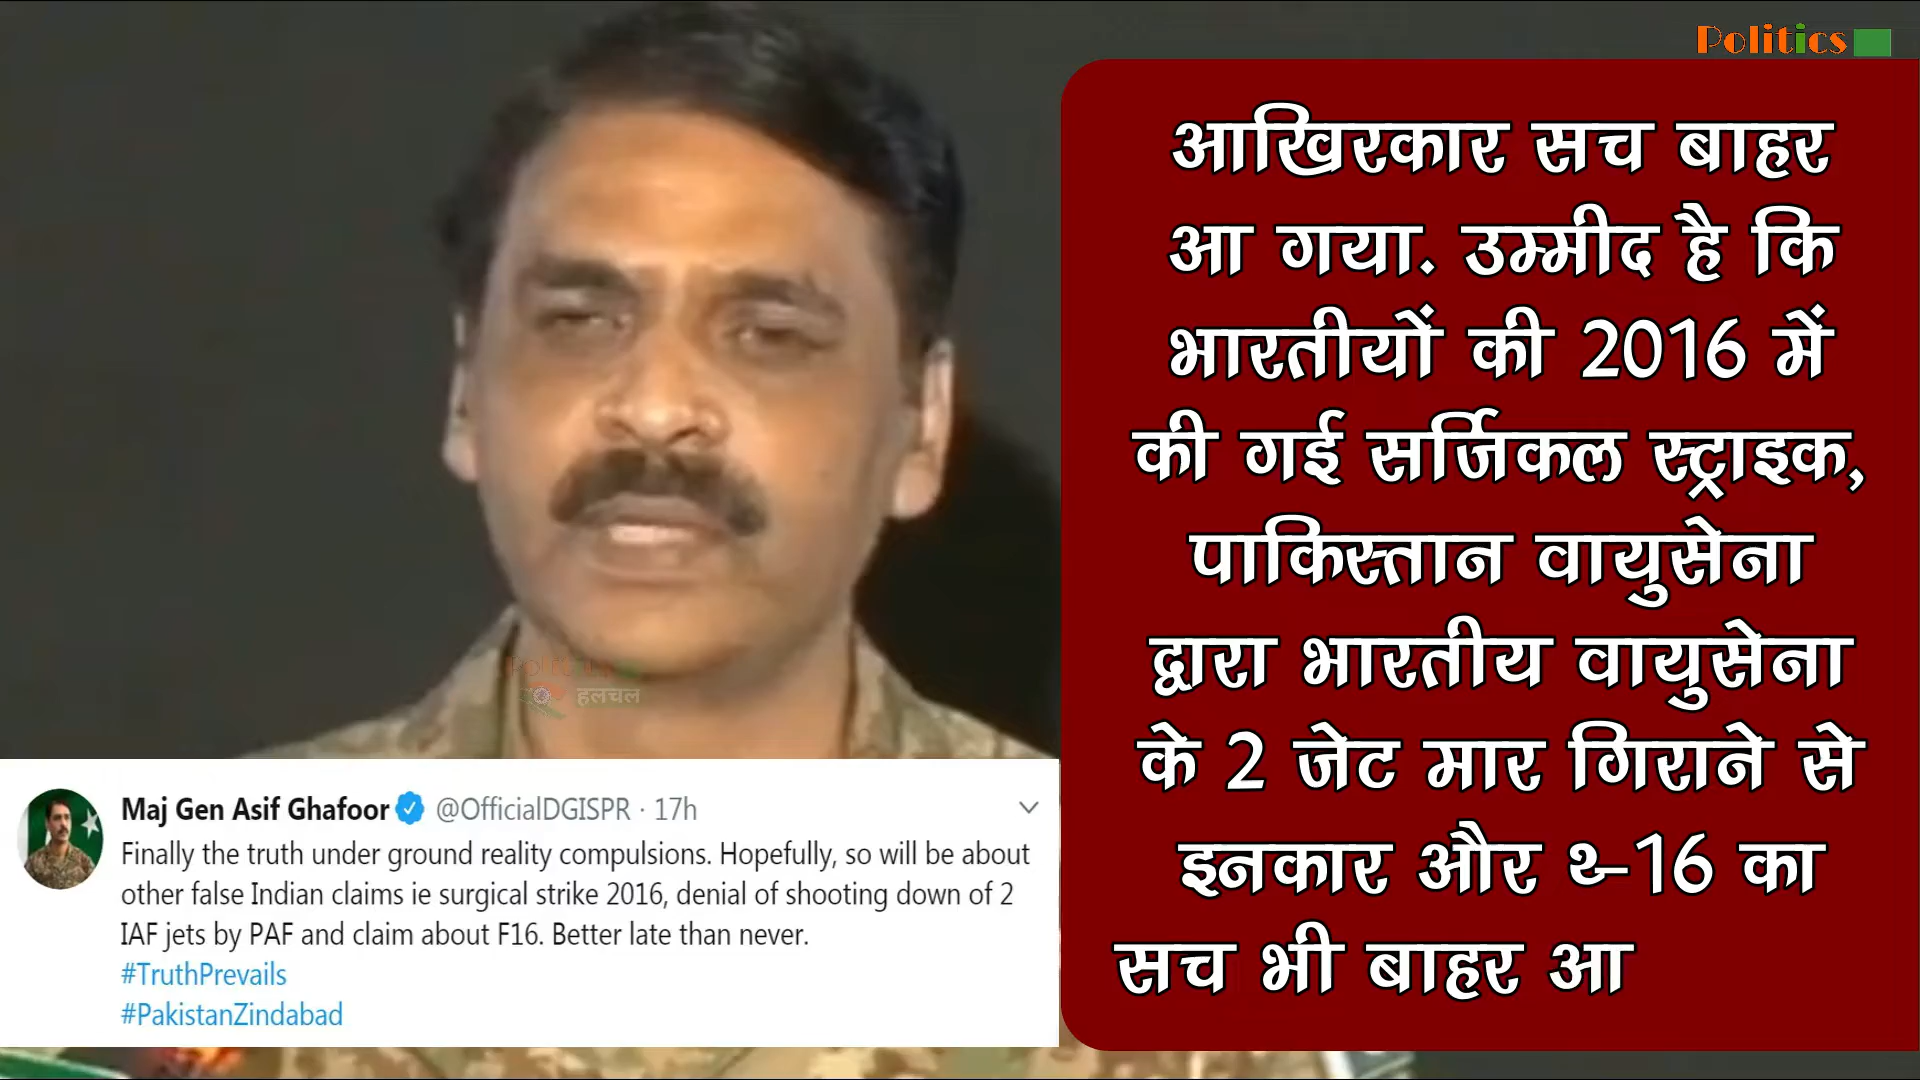 Politics
आखिरकार सच बाहर
आ गया. उम्मीद है कि
भारतीयों की 2016 में
की गई सर्जिकल स्ट्राइक,
पाकिस्तान वायुसेना
द्वारा भारतीय वायुसेना
के 2 जेट मार गिराने से
इनकार और थ्-16 का
सच भी बाहर आ
हलचल
Maj Gen Asif Ghafoor @OfficialDGISPR · 17h
Finally the truth under ground reality compulsions. Hopefully, so will be about
other false Indian claims ie surgical strike 2016, denial of shooting down of 2
IAF jets by PAF and claim about F16. Better late than never.
#TruthPrevails
#PakistanZindabad